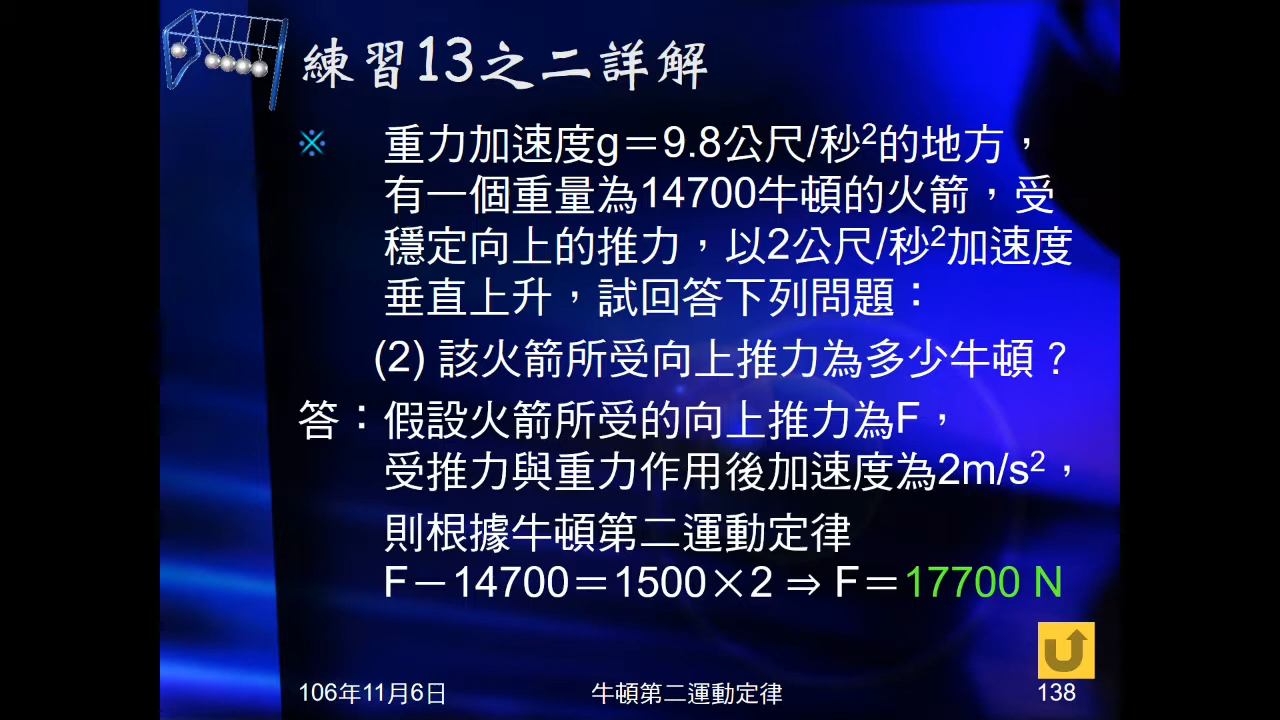 練習13之二詳解
※ 重力加速度g＝9.8公尺/秒²的地方，
有一個重量為14700牛頓的火箭，受
穩定向上的推力，以2公尺/秒²加速度
垂直上升，試回答下列問題：
(2) 該火箭所受向上推力為多少牛頓？
答：假設火箭所受的向上推力為F，
受推力與重力作用後加速度為2m/s²，
則根據牛頓第二運動定律
F－14700＝1500×2 ⇒ F＝17700 N
106年11月6日 牛頓第二運動定律 138